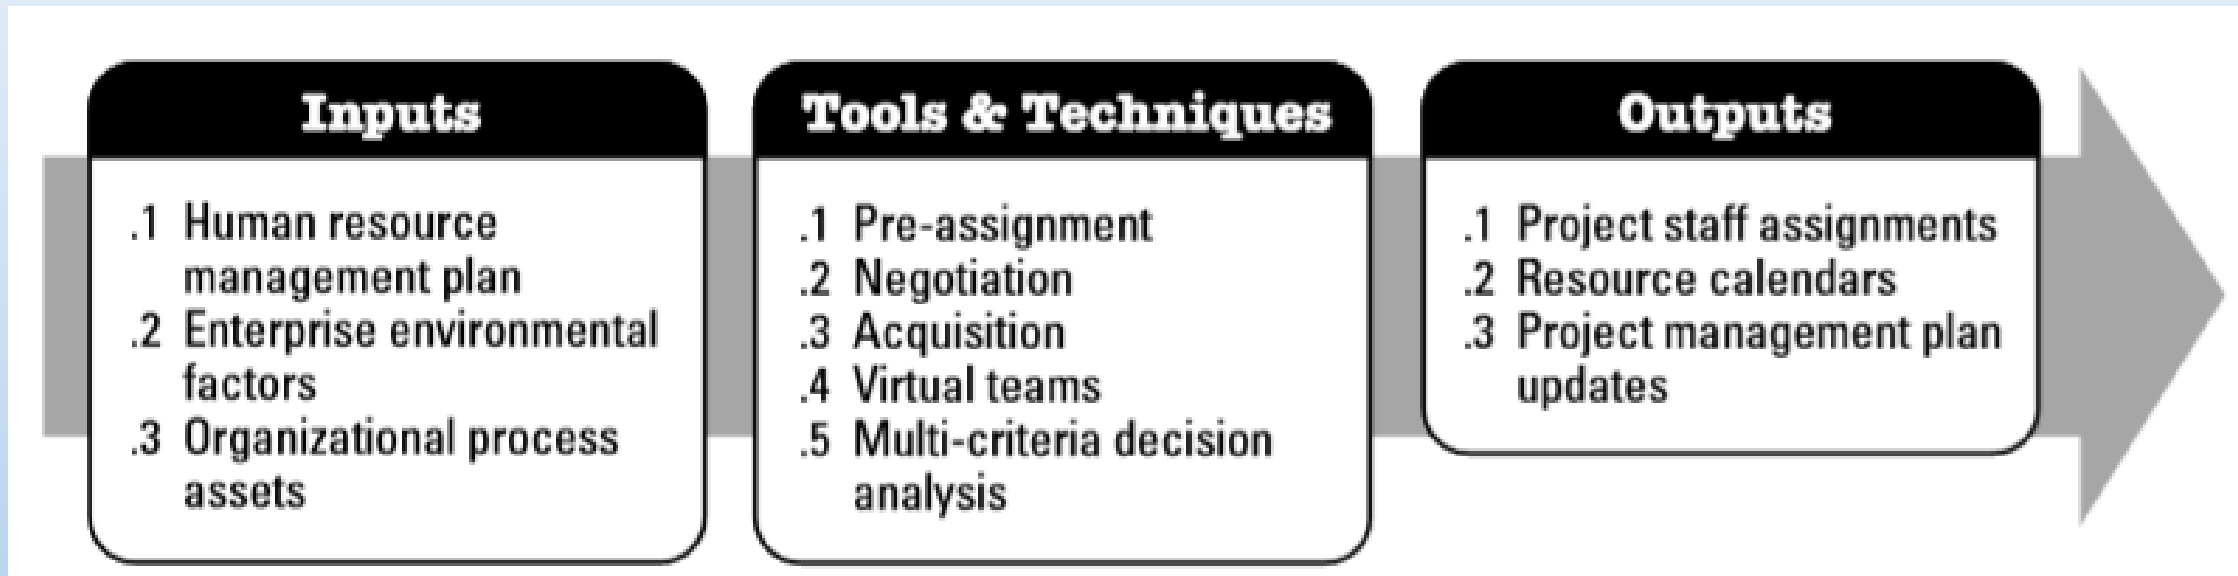 Inputs
.1 Human resource
management plan
.2 Enterprise environmental
factors
.3 Organizational process
assets
Tools & Techniques
.1 Pre-assignment
.2 Negotiation
.3 Acquisition
.4 Virtual teams
.5 Multi-criteria decision
analysis
Outputs
.1 Project staff assignments
.2 Resource calendars
.3 Project management plan
updates